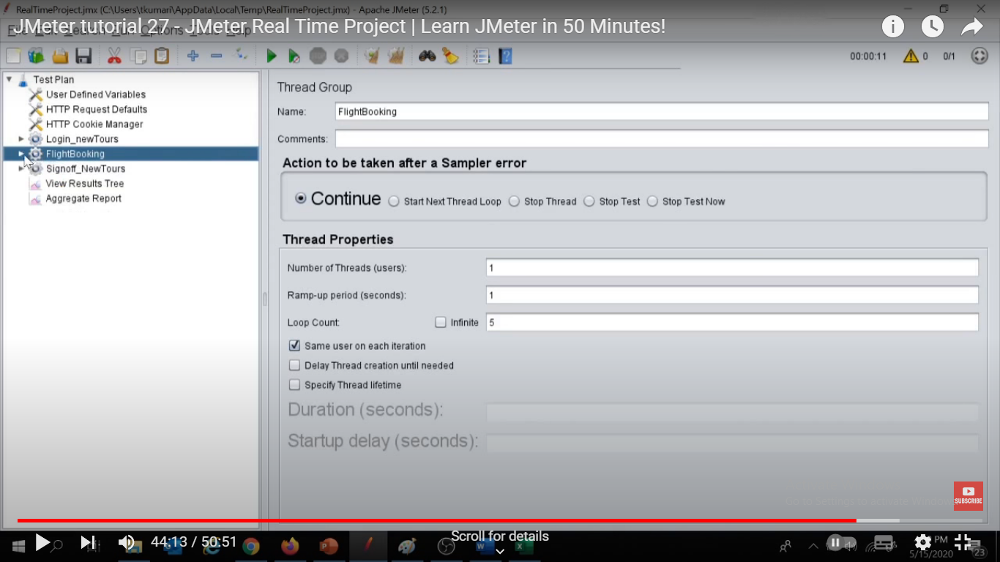 RealTimeProject.jmx (C:\Users\tkumari\AppData\Local\Temp\RealTimeProject.jmx) - Apache JMeter (5.2.1)
JMeter tutorial 27 - JMeter Real Time Project | Learn JMeter in 50 Minutes!
00:00:11 0 0/1
Test Plan
User Defined Variables
HTTP Request Defaults
HTTP Cookie Manager
Login_newTours
FlightBooking
Signoff_NewTours
View Results Tree
Aggregate Report
Thread Group
Name: FlightBooking
Comments:
Action to be taken after a Sampler error
Continue Start Next Thread Loop Stop Thread Stop Test Stop Test Now
Thread Properties
Number of Threads (users): 1
Ramp-up period (seconds): 1
Loop Count: Infinite 5
Same user on each iteration
Delay Thread creation until needed
Specify Thread lifetime
Duration (seconds):
Startup delay (seconds):
Go to Settings to activate Windows.
SUBSCRIBE
44:13 / 50:51
Scroll for details
PM
5/15/2020
23